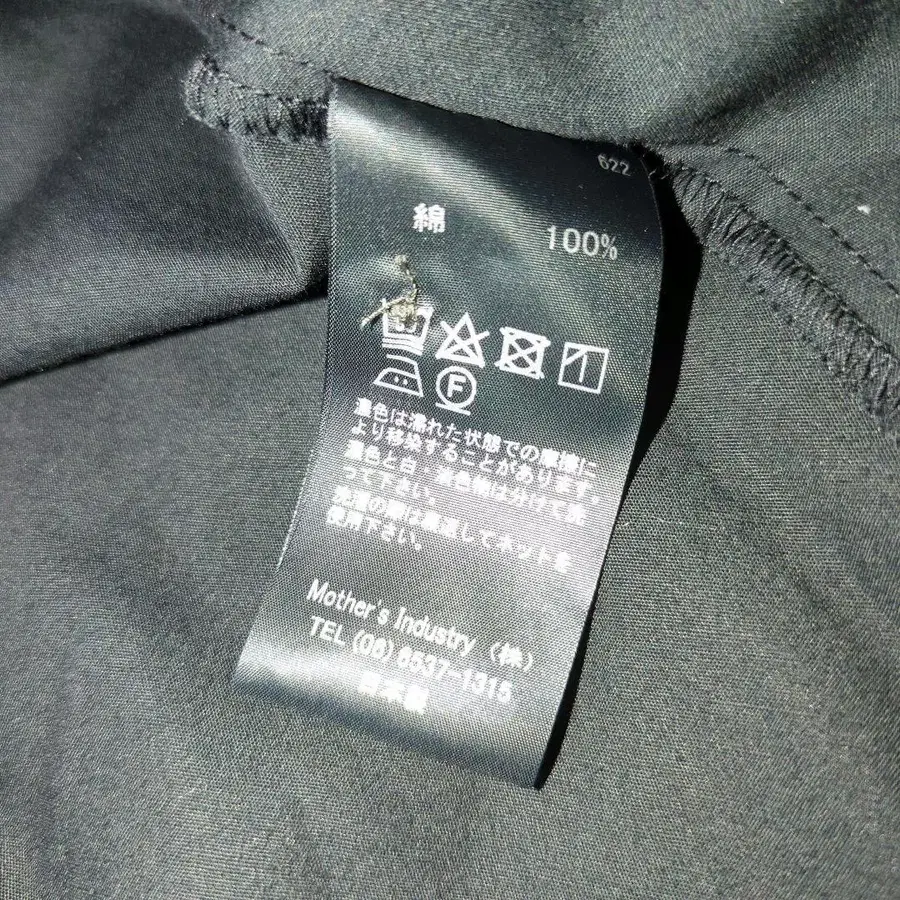 622
綿 100%
F
濃色は濡れた状態での摩擦に
より移染することがあります。
濃色と白・淡色物は分けて洗
って下さい。
洗濯の際は裏返してネットを
使用下さい。
Mother's Industry (株)
TEL (06) 6537-1315
日本製